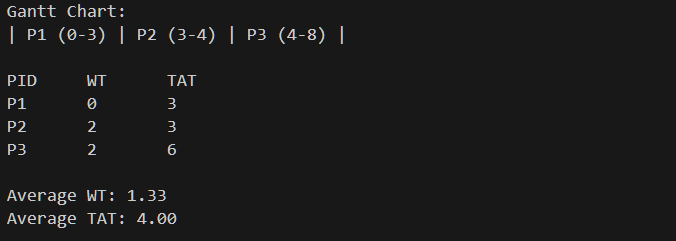 Gantt Chart:
| P1 (0-3) | P2 (3-4) | P3 (4-8) |
PID WT TAT
P1 0 3
P2 2 3
P3 2 6
Average WT: 1.33
Average TAT: 4.00